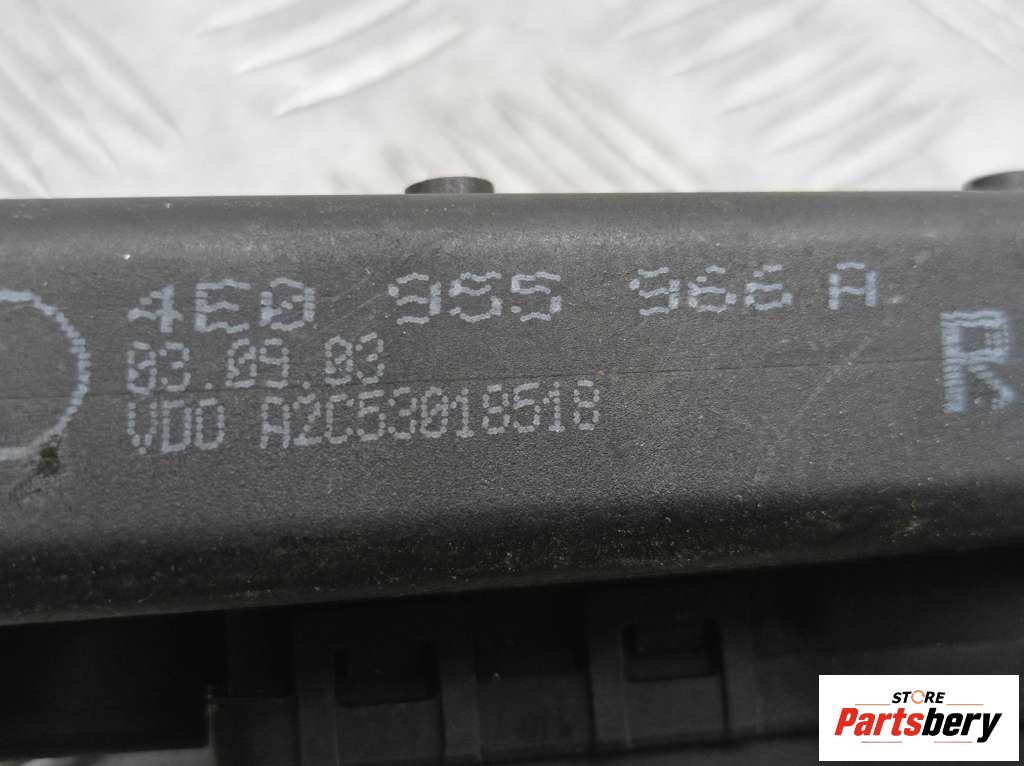 4E0 955 966 A
03.09.03
VDO A2C53018518
STORE
Partsbery